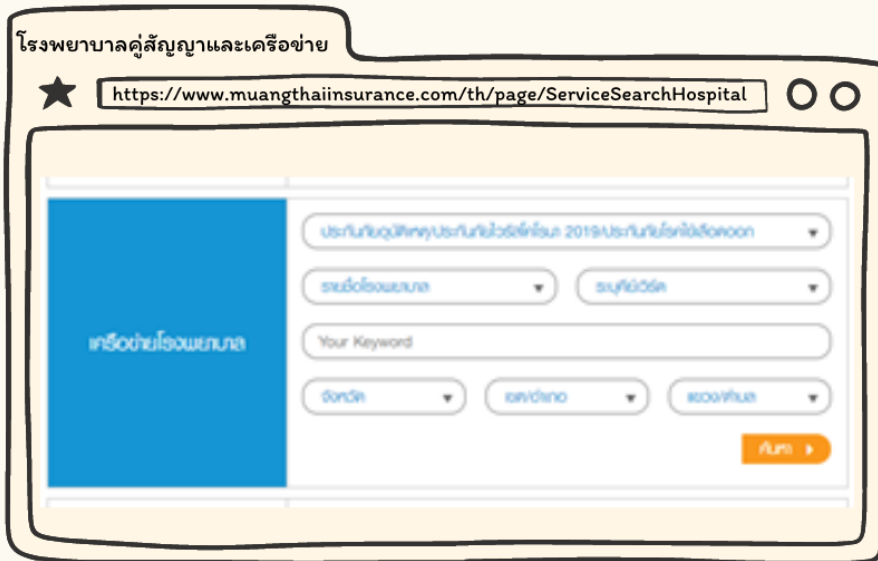 โรงพยาบาลคู่สัญญาและเครือข่าย
https://www.muangthaiinsurance.com/th/page/ServiceSearchHospital
ประกันภัยอุบัติเหตุ/ประกันภัยไวรัสโคโรนา 2019/ประกันภัยโรคไข้เลือดออก
รายชื่อโรงพยาบาล ระบุคีย์เวิร์ด
เครือข่ายโรงพยาบาล
Your Keyword
จังหวัด เขต/อำเภอ แขวง/ตำบล
ค้นหา